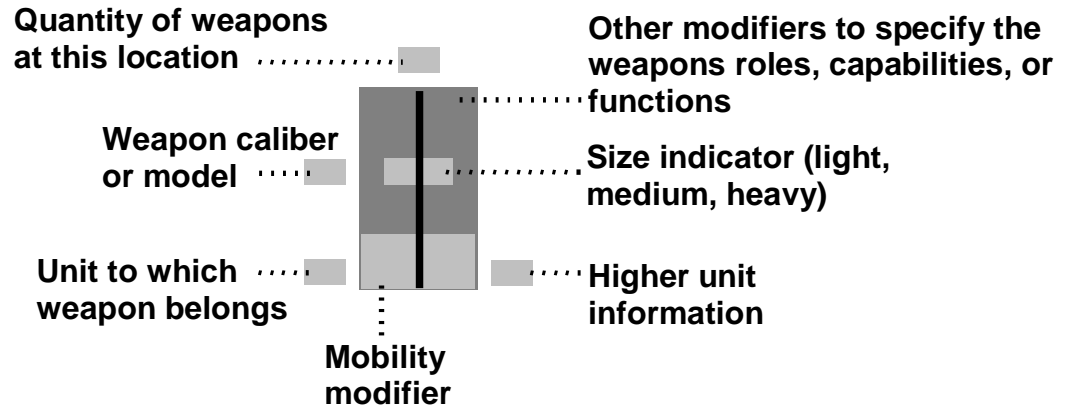 Quantity of weapons
at this location
Other modifiers to specify the
weapons roles, capabilities, or
functions
Weapon caliber
or model
Size indicator (light,
medium, heavy)
Unit to which
weapon belongs
Higher unit
information
Mobility
modifier